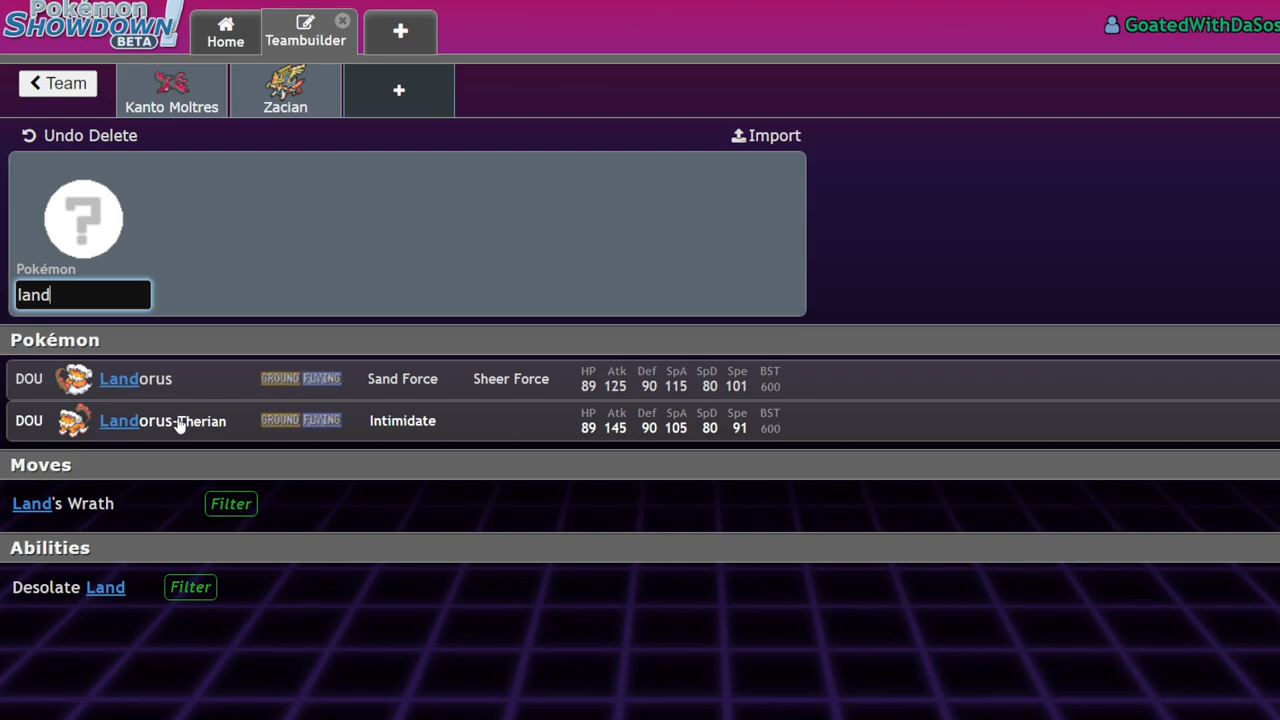 Pokémon
SHOWDOWN!
BETA
Home
Teambuilder
+
GoatedWithDaSos
Team
Kanto Moltres
Zacian
+
Undo Delete
Import
?
Pokémon
land
Pokémon
DOU Landorus GROUND FLYING Sand Force Sheer Force HP 89 Atk 125 Def 90 SpA 115 SpD 80 Spe 101 BST 600
DOU Landorus-Therian GROUND FLYING Intimidate HP 89 Atk 145 Def 90 SpA 105 SpD 80 Spe 91 BST 600
Moves
Land's Wrath Filter
Abilities
Desolate Land Filter